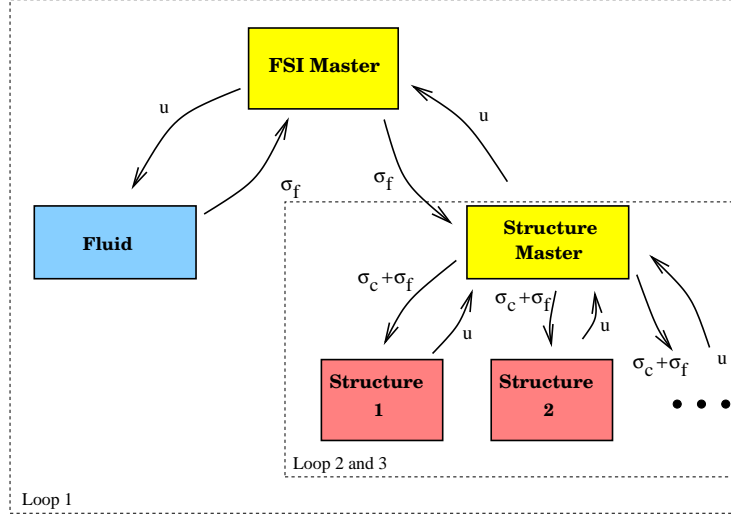 FSI Master
u
u
σf
σf
Fluid
Structure
Master
σc+σf
σc+σf
u
u
σc+σf
u
Structure
1
Structure
2
Loop 2 and 3
Loop 1